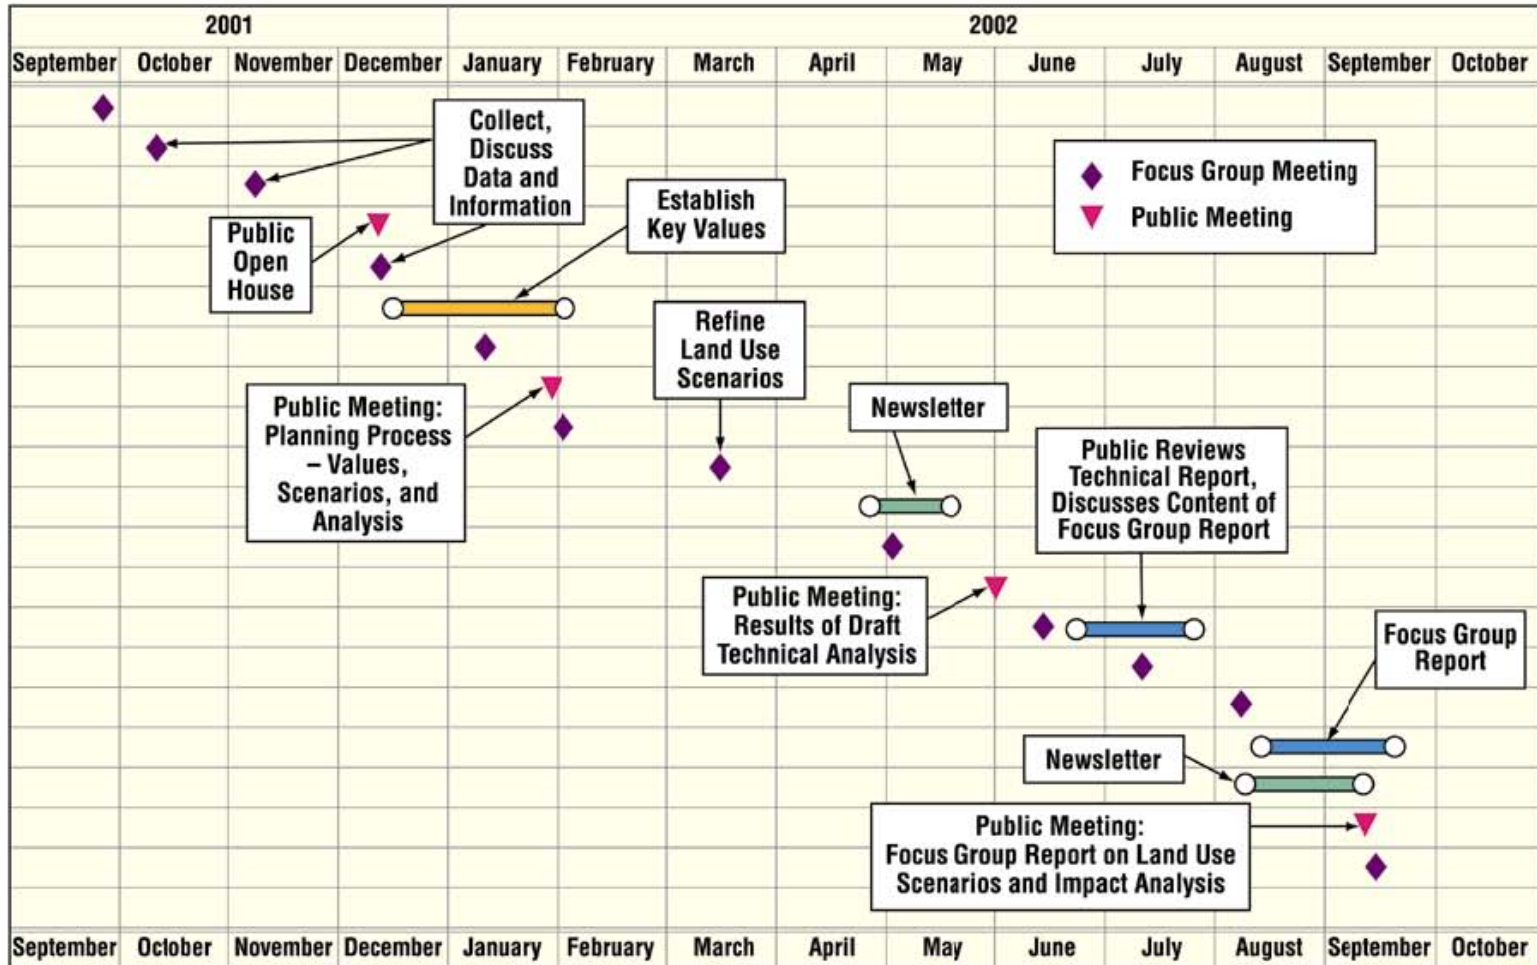 2001
2002
September October November December January February March April May June July August September October
Collect,
Discuss
Data and
Information
Focus Group Meeting
Public Meeting
Establish
Key Values
Public
Open
House
Refine
Land Use
Scenarios
Public Meeting:
Planning Process
– Values,
Scenarios, and
Analysis
Newsletter
Public Reviews
Technical Report,
Discusses Content of
Focus Group Report
Public Meeting:
Results of Draft
Technical Analysis
Focus Group
Report
Newsletter
Public Meeting:
Focus Group Report on Land Use
Scenarios and Impact Analysis
September October November December January February March April May June July August September October